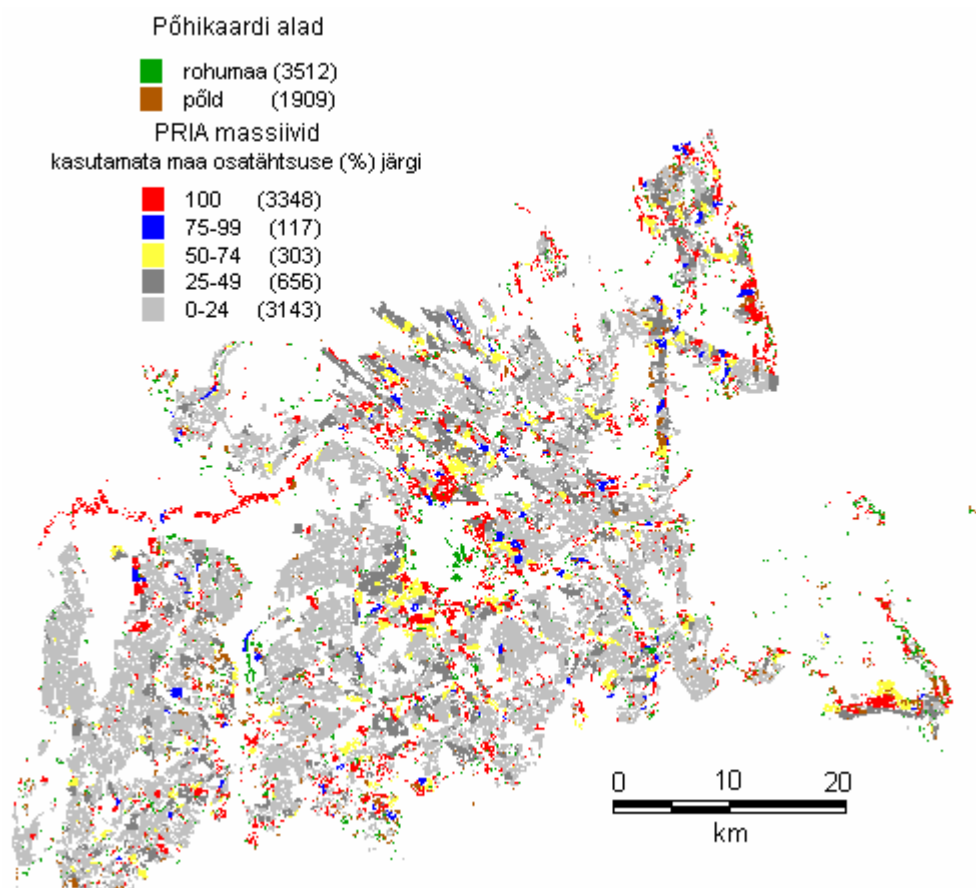 Põhikaardi alad
rohumaa (3512)
põld (1909)
PRIA massiivid
kasutamata maa osatähtsuse (%) järgi
100 (3348)
75-99 (117)
50-74 (303)
25-49 (656)
0-24 (3143)
0 10 20
km